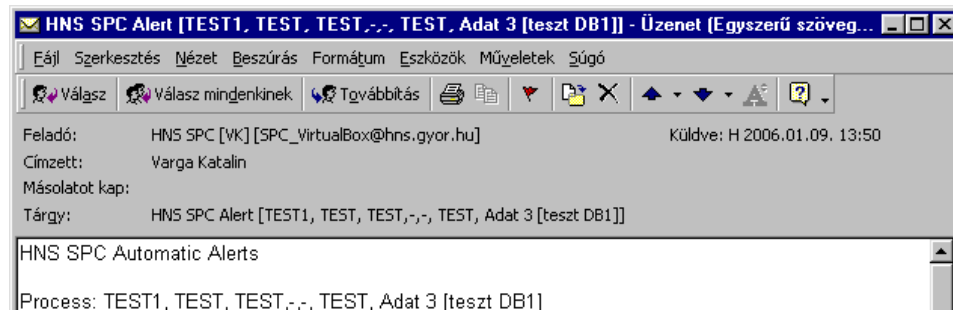 HNS SPC Alert [TEST1, TEST, TEST,-,-, TEST, Adat 3 [teszt DB1]] - Üzenet (Egyszerű szöveg...
Fájl Szerkesztés Nézet Beszúrás Formátum Eszközök Műveletek Súgó
Válasz Válasz mindenkinek Továbbítás
Feladó: HNS SPC [VK] [SPC_VirtualBox@hns.gyor.hu] Küldve: H 2006.01.09. 13:50
Címzett: Varga Katalin
Másolatot kap:
Tárgy: HNS SPC Alert [TEST1, TEST, TEST,-,-, TEST, Adat 3 [teszt DB1]]
HNS SPC Automatic Alerts
Process: TEST1, TEST, TEST,-,-, TEST, Adat 3 [teszt DB1]